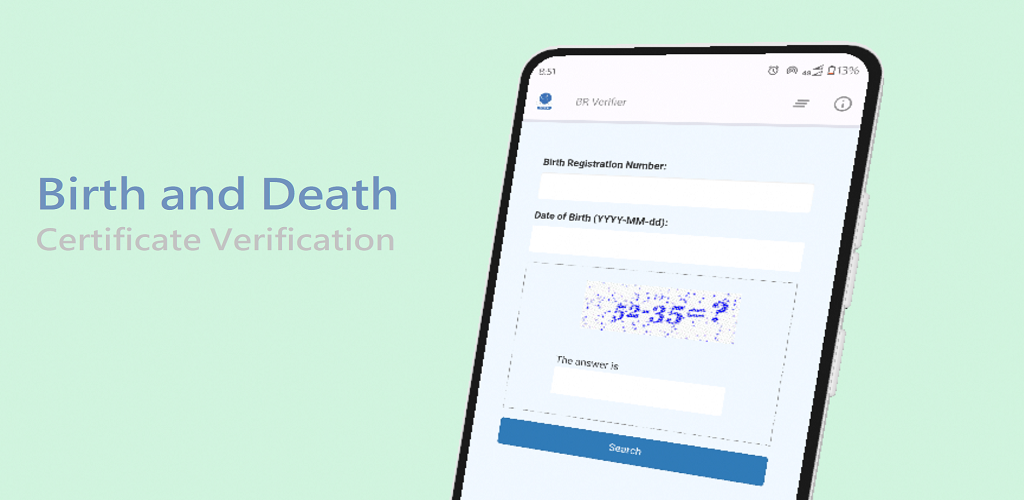 Birth and Death
Certificate Verification
8:51
4G
13%
BR Verifier
Birth Registration Number:
Date of Birth (YYYY-MM-dd):
52-35=?
The answer is
Search